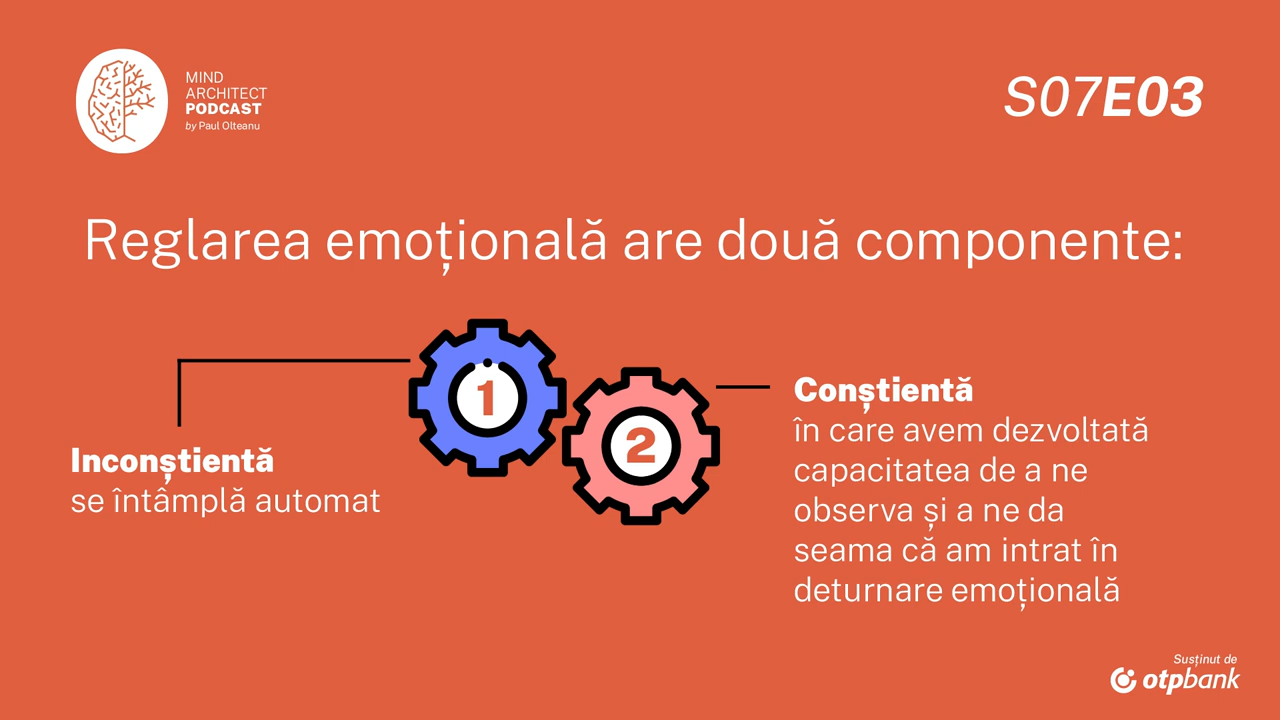 MIND
ARCHITECT
PODCAST
by Paul Olteanu
S07E03
Reglarea emoțională are două componente:
1
2
Inconștientă
se întâmplă automat
Conștientă
în care avem dezvoltată
capacitatea de a ne
observa și a ne da
seama că am intrat în
deturnare emoțională
Susținut de
otpbank